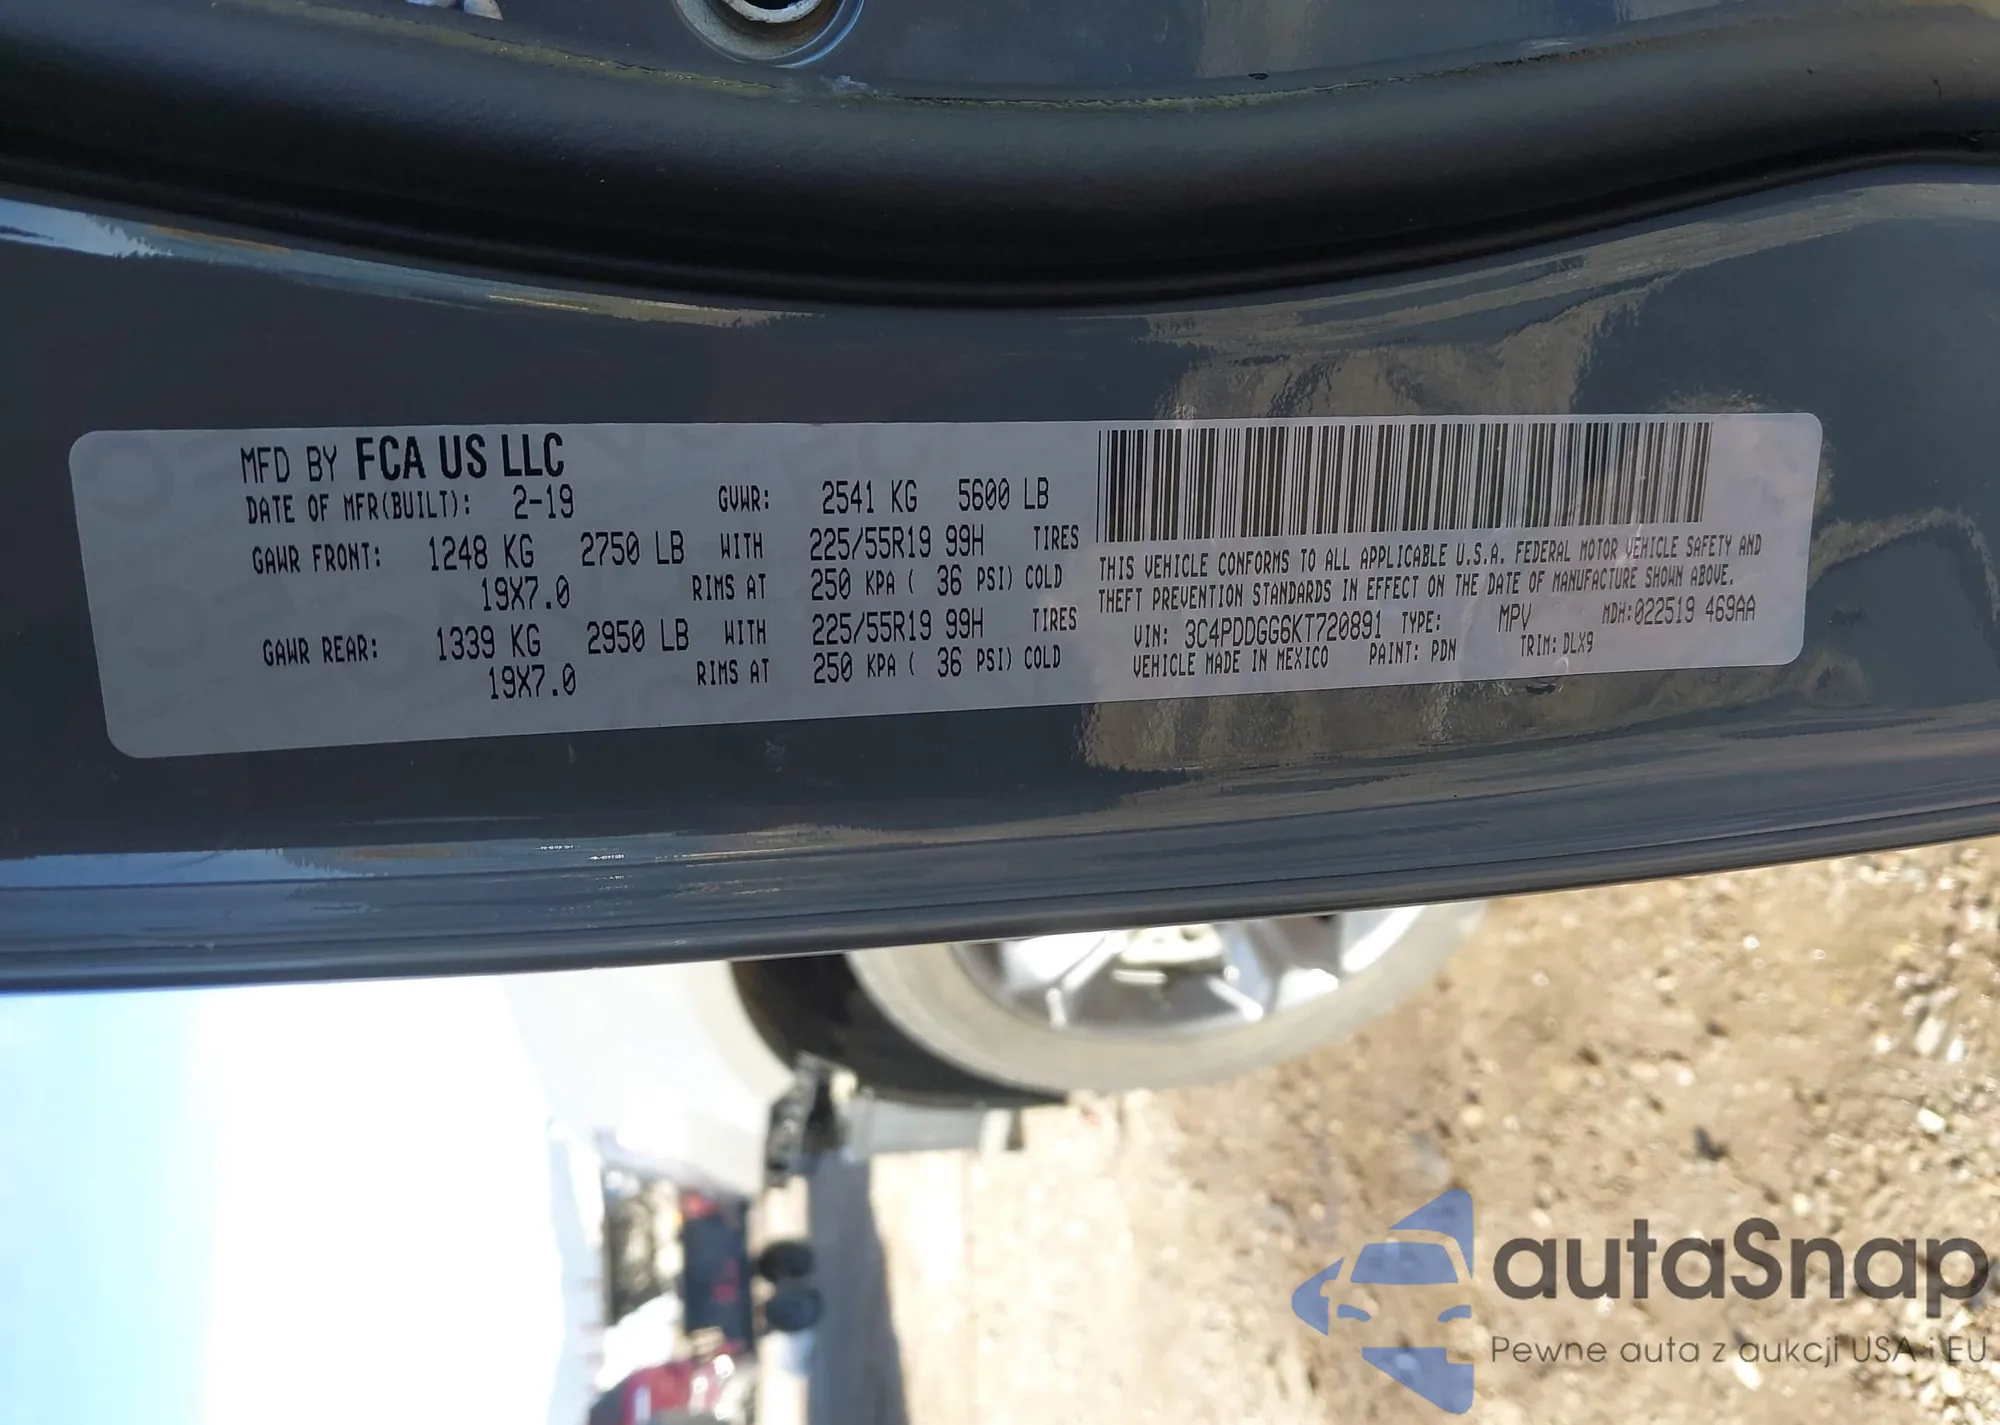 MFD BY FCA US LLC
DATE OF MFR(BUILT): 2-19 GVWR: 2541 KG 5600 LB
GAWR FRONT: 1248 KG 2750 LB WITH 225/55R19 99H TIRES
19X7.0 RIMS AT 250 KPA ( 36 PSI) COLD
GAWR REAR: 1339 KG 2950 LB WITH 225/55R19 99H TIRES
19X7.0 RIMS AT 250 KPA ( 36 PSI) COLD
THIS VEHICLE CONFORMS TO ALL APPLICABLE U.S.A. FEDERAL MOTOR VEHICLE SAFETY AND
THEFT PREVENTION STANDARDS IN EFFECT ON THE DATE OF MANUFACTURE SHOWN ABOVE.
VIN: 3C4PDDGG6KT720891 TYPE: MPV MDH:022519 469AA
VEHICLE MADE IN MEXICO PAINT: PDN TRIM: DLX9
autaSnap
Pewne auta z aukcji USA i EU